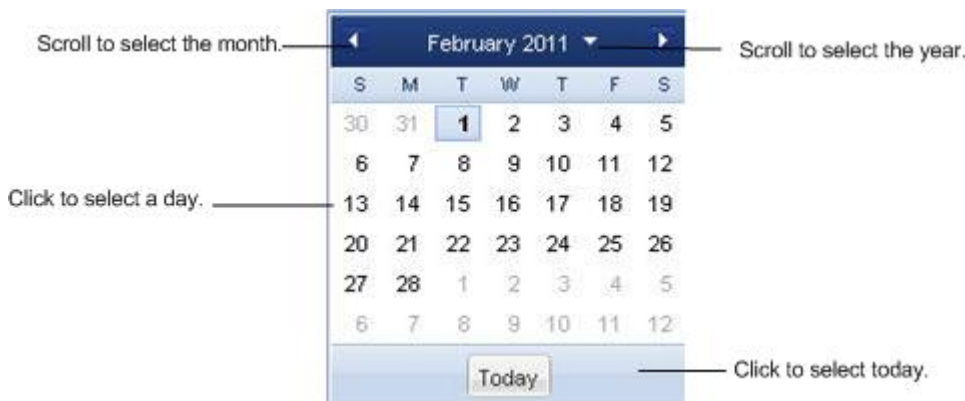 Scroll to select the month.
February 2011
Scroll to select the year.
S M T W T F S
30 31 1 2 3 4 5
6 7 8 9 10 11 12
Click to select a day.
13 14 15 16 17 18 19
20 21 22 23 24 25 26
27 28 1 2 3 4 5
6 7 8 9 10 11 12
Today
Click to select today.